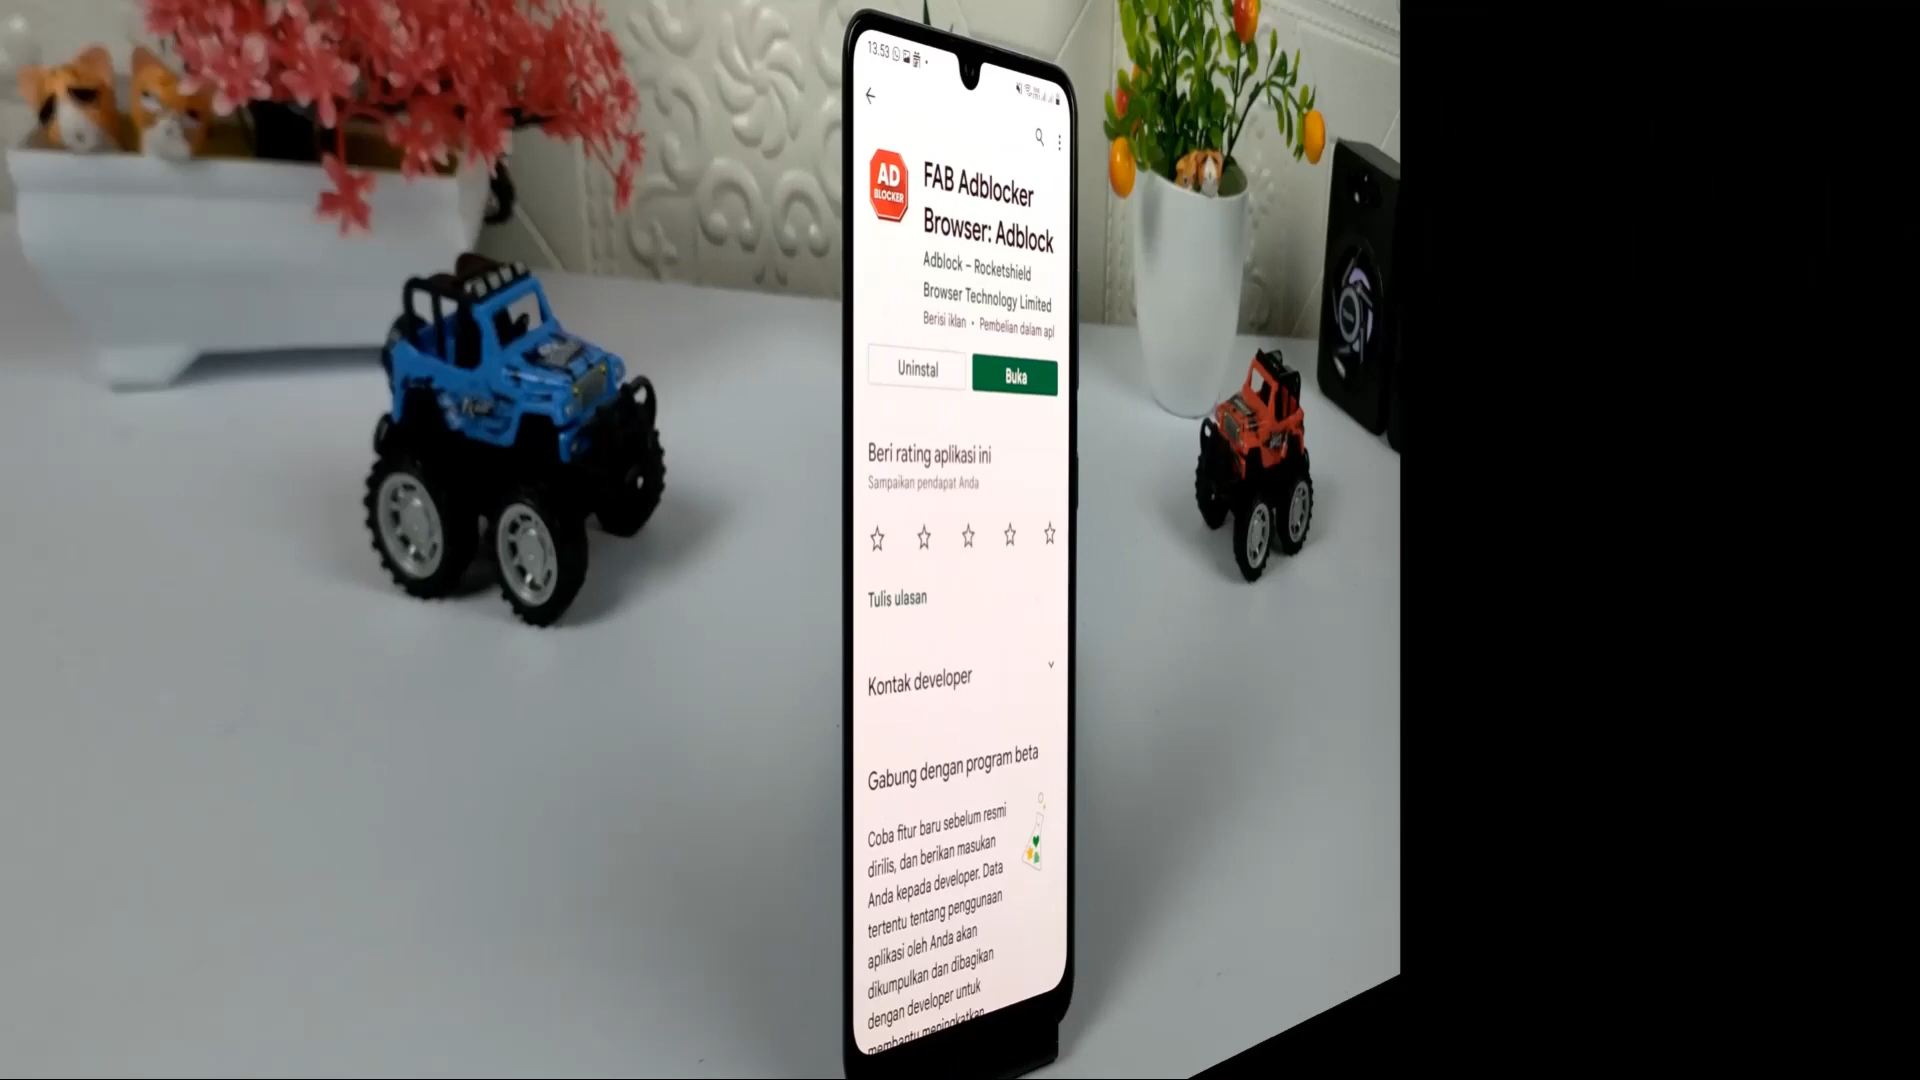 13.53
AD
BLOCKER
FAB Adblocker
Browser: Adblock
Adblock – Rocketshield
Browser Technology Limited
Berisi iklan • Pembelian dalam apl
Uninstal
Buka
Beri rating aplikasi ini
Sampaikan pendapat Anda
Tulis ulasan
Kontak developer
Gabung dengan program beta
Coba fitur baru sebelum resmi
dirilis, dan berikan masukan
Anda kepada developer. Data
tertentu tentang penggunaan
aplikasi oleh Anda akan
dikumpulkan dan dibagikan
dengan developer untuk
membantu meningkatkan